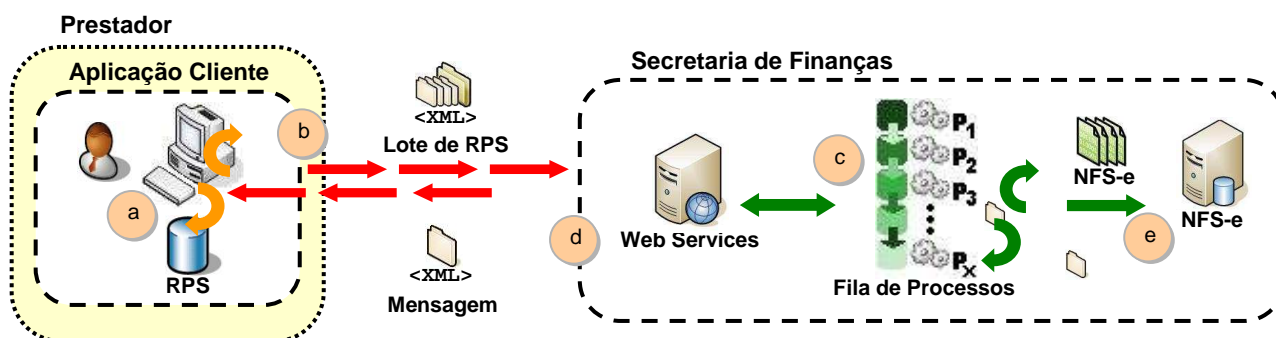 Prestador
Aplicação Cliente
a
RPS
b
<XML>
Lote de RPS
<XML>
Mensagem
Secretaria de Finanças
d
Web Services
c
P1
P2
P3
Px
Fila de Processos
NFS-e
e
NFS-e